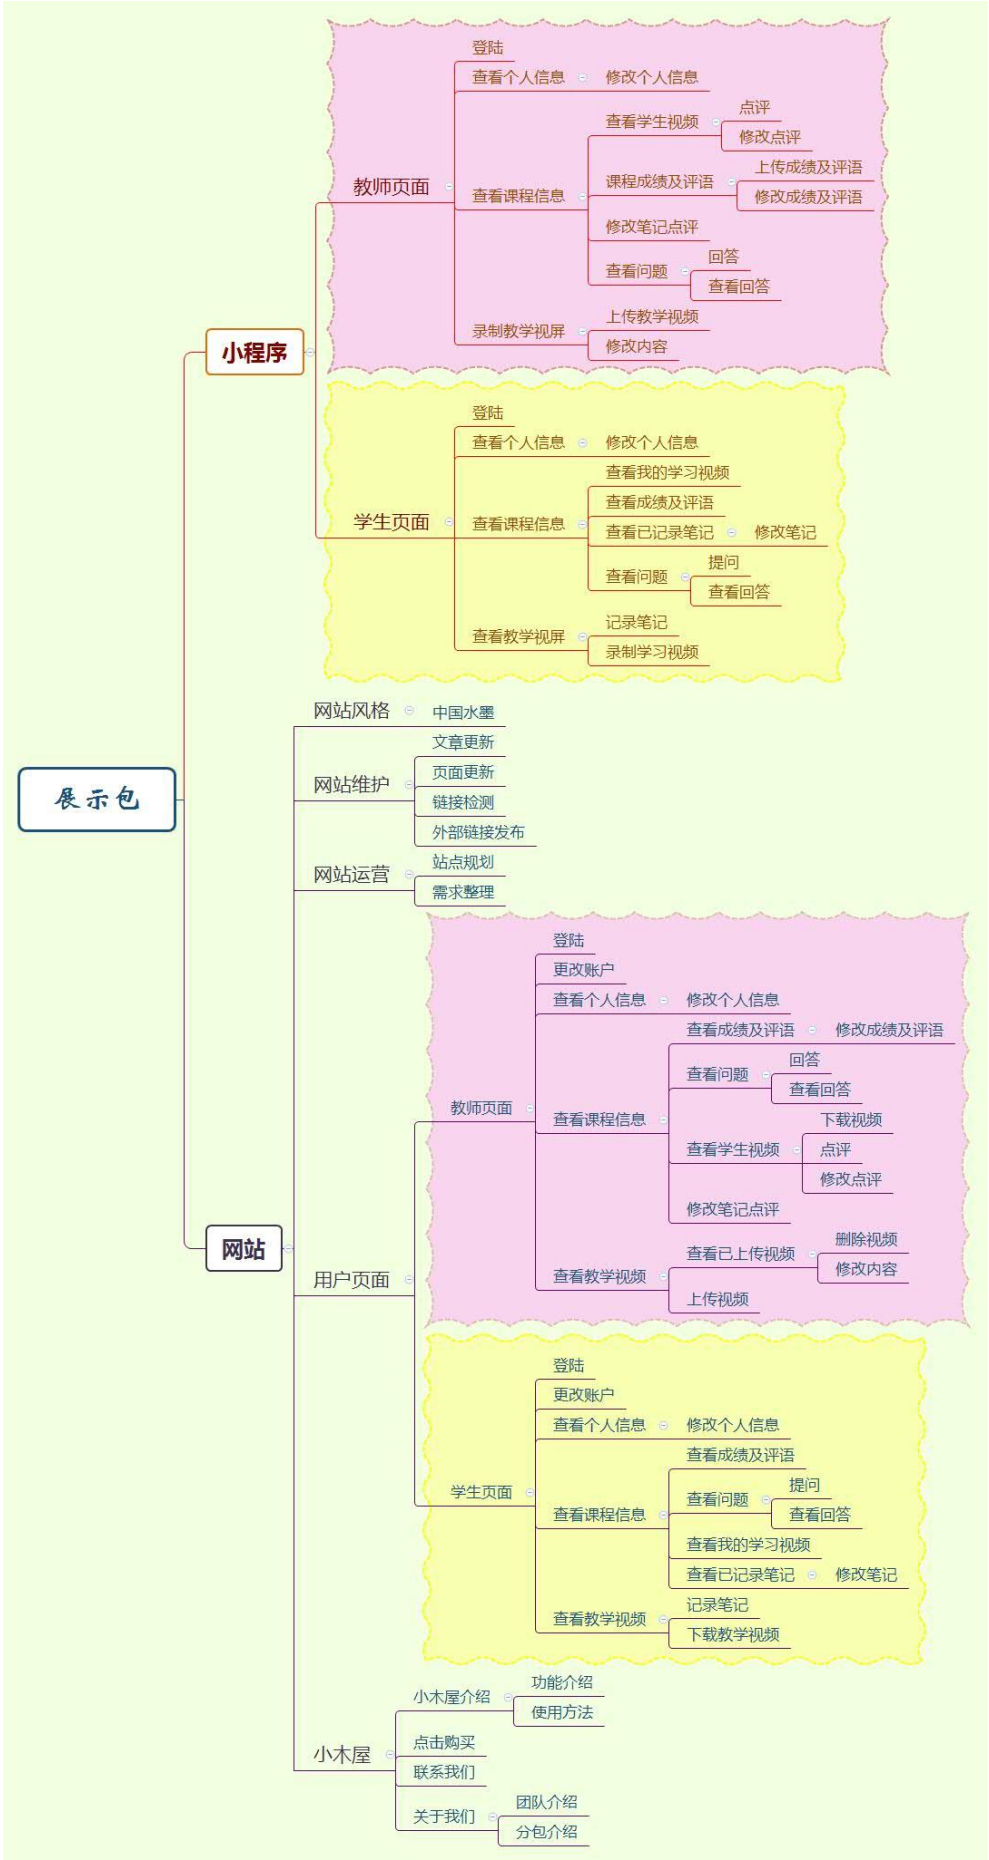 登陆
查看个人信息
修改个人信息
点评
查看学生视频
修改点评
上传成绩及评语
课程成绩及评语
教师页面
查看课程信息
修改成绩及评语
修改笔记点评
回答
查看问题
查看回答
上传教学视频
录制教学视屏
修改内容
小程序
登陆
查看个人信息
修改个人信息
查看我的学习视频
查看成绩及评语
学生页面
查看课程信息
查看已记录笔记
修改笔记
提问
查看问题
查看回答
记录笔记
查看教学视屏
录制学习视频
网站风格
中国水墨
文章更新
页面更新
网站维护
展示包
链接检测
外部链接发布
站点规划
网站运营
需求整理
登陆
更改账户
查看个人信息
修改个人信息
查看成绩及评语
修改成绩及评语
回答
查看问题
查看回答
教师页面
查看课程信息
下载视频
查看学生视频
点评
修改点评
修改笔记点评
网站
删除视频
查看已上传视频
修改内容
用户页面
查看教学视频
上传视频
登陆
更改账户
查看个人信息
修改个人信息
查看成绩及评语
提问
学生页面
查看问题
查看课程信息
查看回答
查看我的学习视频
查看已记录笔记
修改笔记
记录笔记
查看教学视频
下载教学视频
功能介绍
小木屋介绍
使用方法
点击购买
小木屋
联系我们
团队介绍
关于我们
分包介绍